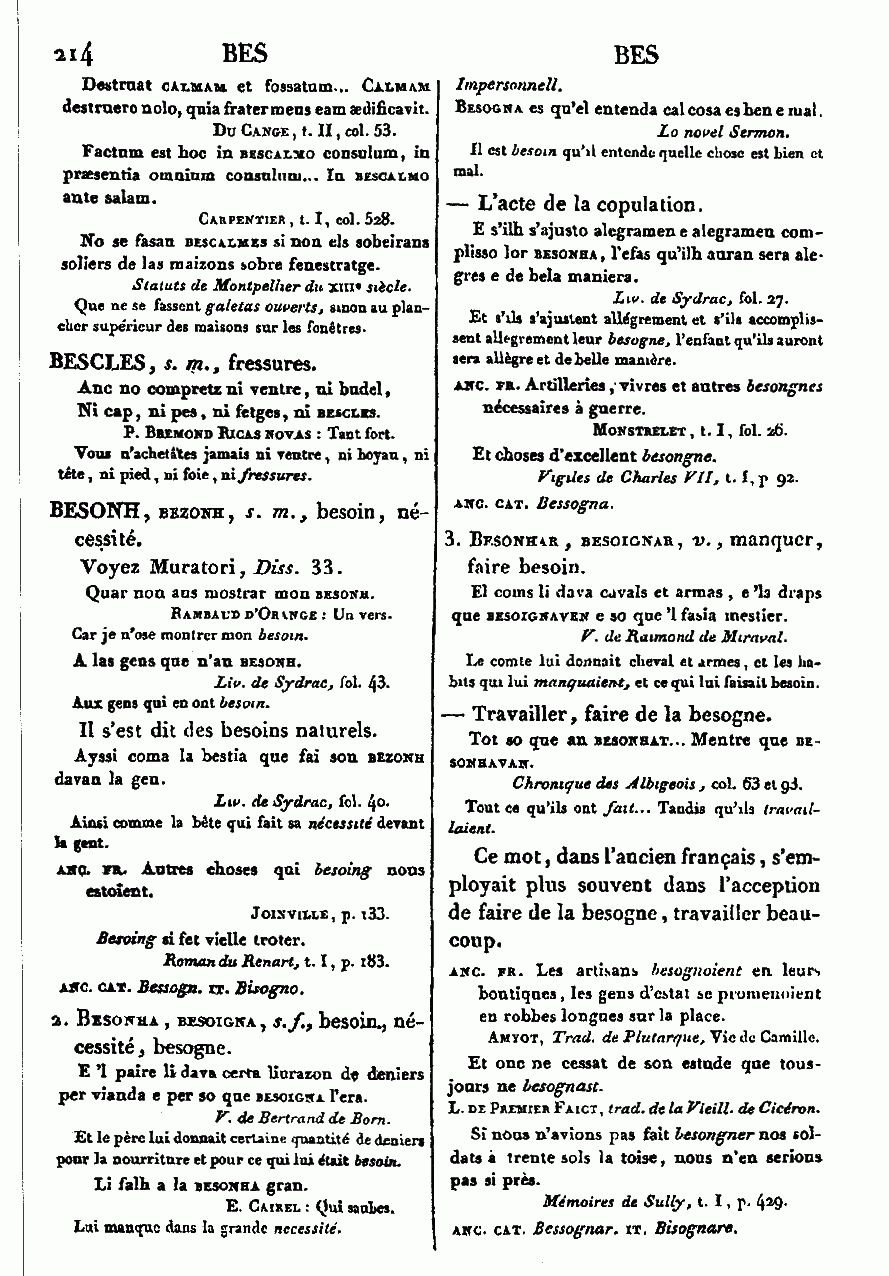 214 BES BES
Destruat CALMAM et fossatum... CALMAM
destruere nolo, quia frater meus eam ædificavit.
DU CANGE, t. II, col. 53.
Factum est hoc in BESCALMO consulum, in
præsentia omnium consulum... In BESCALMO
ante salam.
CARPENTIER, t. I, col. 528.
No se fasan BESCALMES si non els sobeirans
soliers de las maizons sobre fenestratge.
Statuts de Montpellier du XIIIe siècle.
Que ne se fassent galetas ouverts, sinon au plan-
cher supérieur des maisons sur les fenêtres.
BESCLES, s. m., fressures.
Anc no compretz ni ventre, ni budel,
Ni cap, ni pes, ni fetges, ni BESCLES.
P. BREMOND RICAS NOVAS : Tant fort.
Vous n'achetâtes jamais ni ventre, ni boyau, ni
tête, ni pied, ni foie, ni fressures.
BESONH, BEZONH, s. m., besoin, né-
cessité.
Voyez Muratori, Diss. 33.
Quar non aus mostrar mon BESONH.
RAMBAUD D'ORANGE : Un vers.
Car je n'ose montrer mon besoin.
A las gens que n'an BESONH.
Liv. de Sydrac, fol. 43.
Aux gens qui en ont besoin.
Il s'est dit des besoins naturels.
Ayssi coma la bestia que fai son BEZONH
davan la gen.
Liv. de Sydrac, fol. 40.
Ainsi comme la bête qui fait sa nécessité devant
la gent.
ANC. FR. Autres choses qui besoing nous
estoient.
JOINVILLE, p. 133.
Besoing si fet vielle troter.
Roman du Renart, t. I, p. 183.
ANC. CAT. Bessogn. IT. Bisogno.
2. BESONHA, BESOIGNA, s. f., besoin, né-
cessité, besogne.
E 'l paire li dava certa liurazon de deniers
per vianda e per so que BESOIGNA l'era.
V. de Bertrand de Born.
Et le père lui donnait certaine quantité de deniers
pour la nourriture et pour ce qui lui était besoin.
Li falh a la BESONHA gran.
E. CAIREL : Qui saubes.
Lui manque dans la grande necessité.
Impersonnell.
BESOGNA es qu'el entenda cal cosa es ben e mal.
Lo novel Sermon.
Il est besoin qu'il entende quelle chose est bien et
mal.
— L'acte de la copulation.
E s'ilh s'ajusto alegramen e alegramen com-
plisso lor BESONHA, l'efas qu'ilh auran sera ale-
gres e de bela maniera.
Liv. de Sydrac, fol. 27.
Et s'ils s'ajustent allégrement et s'ils accomplis-
sent allegrement leur besogne, l'enfant qu'ils auront
sera allègre et de belle manière.
ANC. FR. Artilleries, vivres et autres besongnes
nécessaires à guerre.
MONSTRELET, t. I, fol. 26.
Et choses d'excellent besongne.
Vigiles de Charles VII, t. I, p 92.
ANC. CAT. Bessogna.
3. BESONHAR, BESOIGNAR, v., manquer,
faire besoin.
El coms li dava cavals et armas, e 'ls draps
que BESOIGNAVEN e so que 'l fasia mestier.
V. de Raimond de Miraval.
Le comte lui donnait cheval et armes, et les ha-
bits qui lui manquaient, et ce qui lui faisait besoin.
— Travailler, faire de la besogne.
Tot so que an BESONHAT... Mentre que BE-
SONHAVAN.
Chronique des Albigeois, col. 63 et 93.
Tout ce qu'ils ont fait... Tandis qu'ils travail-
laient.
Ce mot, dans l'ancien français, s'em-
ployait plus souvent dans l'acception
de faire de la besogne, travailler beau-
coup.
ANC. FR. Les artisans besognoient en leurs
boutiques, les gens d'estat se promenoient
en robbes longues sur la place.
AMYOT, Trad. de Plutarque, Vie de Camille.
Et onc ne cessat de son estude que tous-
jours ne besognast.
L. DE PREMIER FAICT, trad. de la Vieill. de Cicéron.
Si nous n'avions pas fait besongner nos sol-
dats à trente sols la toise, nous n'en serions
pas si près.
Mémoires de Sully, t. I, p. 429.
ANC. CAT. Bessognar. IT. Bisognare.